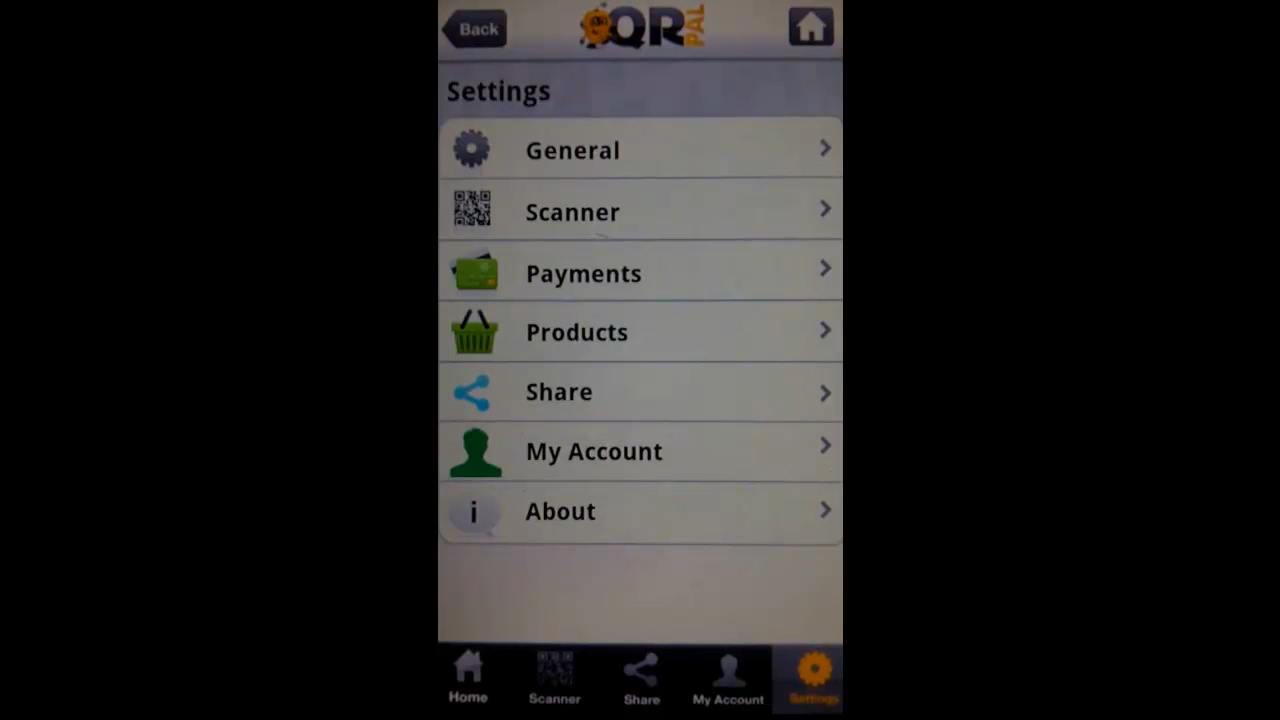 Back
QR PAL
Settings
General
Scanner
Payments
Products
Share
My Account
About
i
Home
Scanner
Share
My Account
Settings